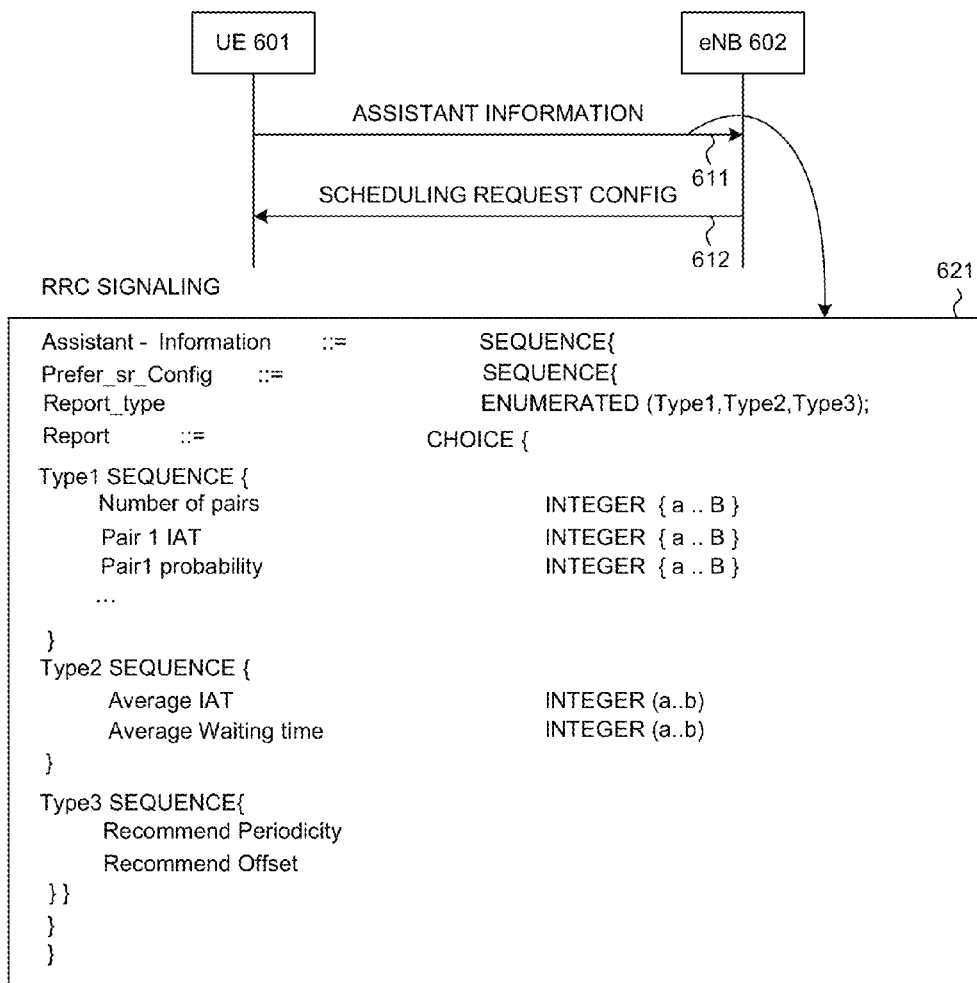 UE 601
eNB 602
ASSISTANT INFORMATION
611
SCHEDULING REQUEST CONFIG
612
RRC SIGNALING
621
Assistant - Information ::= SEQUENCE{
Prefer_sr_Config ::= SEQUENCE{
Report_type ENUMERATED (Type1,Type2,Type3);
Report ::= CHOICE {
Type1 SEQUENCE {
Number of pairs INTEGER { a .. B }
Pair 1 IAT INTEGER { a .. B }
Pair1 probability INTEGER { a .. B }
...
}
Type2 SEQUENCE {
Average IAT INTEGER (a..b)
Average Waiting time INTEGER (a..b)
}
Type3 SEQUENCE{
Recommend Periodicity
Recommend Offset
} }
}
}